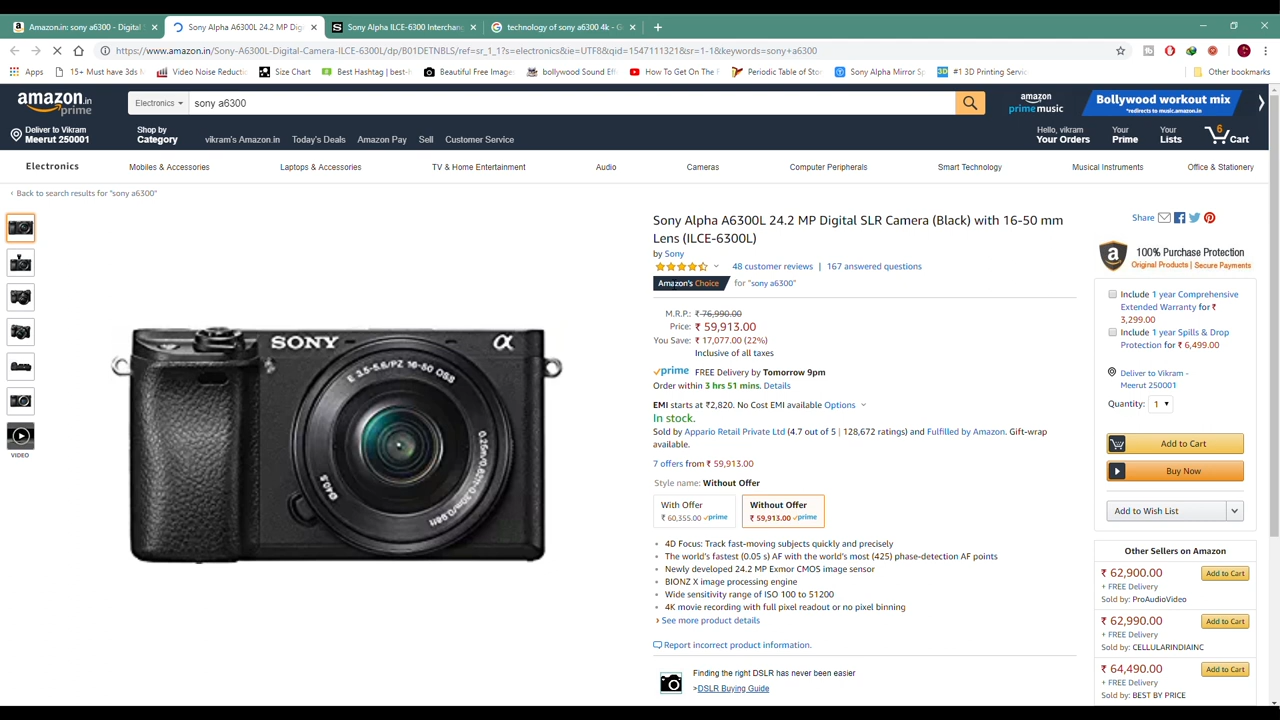 Amazon.in: sony a6300 - Digital
Sony Alpha A6300L 24.2 MP Dig
Sony Alpha ILCE-6300 Interchan
technology of sony a6300 4k - G
https://www.amazon.in/Sony-A6300L-Digital-Camera-ILCE-6300L/dp/B01DETNBLS/ref=sr_1_1?s=electronics&ie=UTF8&qid=1547111321&sr=1-1&keywords=sony+a6300
Apps
15+ Must have 3ds M
Video Noise Reductio
Size Chart
Best Hashtag | best-h
Beautiful Free Image
bollywood Sound Eff
How To Get On The F
Periodic Table of Stor
Sony Alpha Mirror Sp
#1 3D Printing Servic
Other bookmarks
amazon.in
prime
Electronics
sony a6300
amazon
prime music
Bollywood workout mix
*redirects to music.amazon.in
Deliver to Vikram
Meerut 250001
Shop by
Category
vikram's Amazon.in
Today's Deals
Amazon Pay
Sell
Customer Service
Hello, vikram
Your Orders
Your
Prime
Your
Lists
6
Cart
Electronics
Mobiles & Accessories
Laptops & Accessories
TV & Home Entertainment
Audio
Cameras
Computer Peripherals
Smart Technology
Musical Instruments
Office & Stationery
‹ Back to search results for "sony a6300"
VIDEO
SONY
α
E 3.5-5.6/PZ 16-50 OSS
Ø40.5
Sony Alpha A6300L 24.2 MP Digital SLR Camera (Black) with 16-50 mm
Lens (ILCE-6300L)
by Sony
48 customer reviews | 167 answered questions
Amazon's Choice for "sony a6300"
M.R.P.: ₹ 76,990.00
Price: ₹ 59,913.00
You Save: ₹ 17,077.00 (22%)
Inclusive of all taxes
prime FREE Delivery by Tomorrow 9pm
Order within 3 hrs 51 mins. Details
EMI starts at ₹2,820. No Cost EMI available Options
In stock.
Sold by Appario Retail Private Ltd (4.7 out of 5 | 128,672 ratings) and Fulfilled by Amazon. Gift-wrap
available.
7 offers from ₹ 59,913.00
Style name: Without Offer
With Offer
₹ 60,355.00 prime
Without Offer
₹ 59,913.00 prime
• 4D Focus: Track fast-moving subjects quickly and precisely
• The world's fastest (0.05 s) AF with the world's most (425) phase-detection AF points
• Newly developed 24.2 MP Exmor CMOS image sensor
• BIONZ X image processing engine
• Wide sensitivity range of ISO 100 to 51200
• 4K movie recording with full pixel readout or no pixel binning
› See more product details
Report incorrect product information.
Finding the right DSLR has never been easier
>DSLR Buying Guide
Share
100% Purchase Protection
Original Products | Secure Payments
Include 1 year Comprehensive
Extended Warranty for ₹
3,299.00
Include 1 year Spills & Drop
Protection for ₹ 6,499.00
Deliver to Vikram -
Meerut 250001
Quantity: 1
Add to Cart
Buy Now
Add to Wish List
Other Sellers on Amazon
₹ 62,900.00
Add to Cart
+ FREE Delivery
Sold by: ProAudioVideo
₹ 62,990.00
Add to Cart
+ FREE Delivery
Sold by: CELLULARINDIAINC
₹ 64,490.00
Add to Cart
+ FREE Delivery
Sold by: BEST BY PRICE